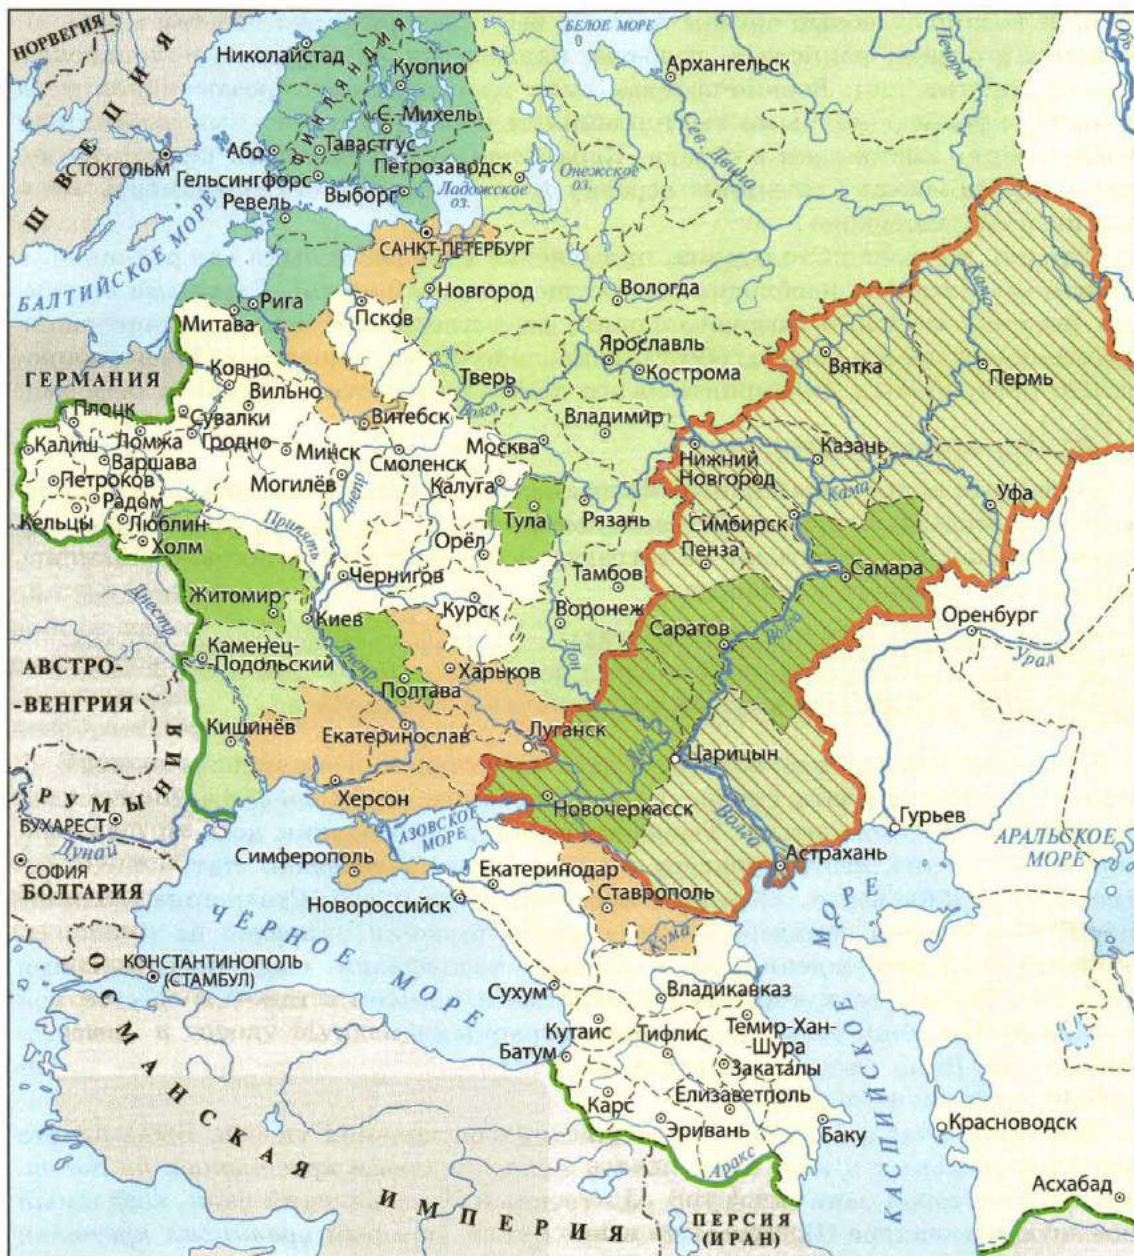 НОРВЕГИЯ
ШВЕЦИЯ
СТОКГОЛЬМ
БАЛТИЙСКОЕ МОРЕ
ФИНЛЯНДИЯ
Николайстад
Куопио
С.-Михель
Або
Тавастгус
Гельсингфорс
Выборг
Ревель
Петрозаводск
Ладожское
оз.
Онежское
оз.
БЕЛОЕ МОРЕ
0
Архангельск
Печора
Обь
Сев. Двина
САНКТ-ПЕТЕРБУРГ
Новгород
Вологда
Псков
Рига
Митава
ГЕРМАНИЯ
Ковно
Вильно
Ярославль
Кострома
Тверь
Волга
Вятка
Кама
Пермь
Плоцк
Сувалки
Витебск
Владимир
Калиш
Ломжа
Гродно
Минск
Смоленск
Москва
Нижний
Новгород
Казань
Варшава
Петроков
Могилёв
Днепр
Калуга
Кама
Уфа
Радом
Кельцы
Люблин
Холм
Припять
Тула
Рязань
Симбирск
Орёл
Пенза
Чернигов
Тамбов
Самара
Житомир
Киев
Курск
Воронеж
Саратов
Волга
Оренбург
Урал
Днестр
Каменец-
Подольский
Днепр
Харьков
Дон
Полтава
АВСТРО-
-ВЕНГРИЯ
Кишинёв
Екатеринослав
Луганск
Дон
Царицын
РУМЫНИЯ
БУХАРЕСТ
Дунай
Херсон
Новочеркасск
Волга
Гурьев
АЗОВСКОЕ
МОРЕ
АРАЛЬСКОЕ
МОРЕ
СОФИЯ
БОЛГАРИЯ
Симферополь
Екатеринодар
Астрахань
Ставрополь
Новороссийск
Кума
ЧЁРНОЕ МОРЕ
КАСПИЙСКОЕ МОРЕ
КОНСТАНТИНОПОЛЬ
(СТАМБУЛ)
Сухум
Владикавказ
Кутаис
Тифлис
Темир-Хан-
-Шура
Батум
Закаталы
Карс
Елизаветполь
Эривань
Баку
Красноводск
Аракс
Асхабад
ОСМАНСКАЯ ИМПЕРИЯ
ПЕРСИЯ
(ИРАН)